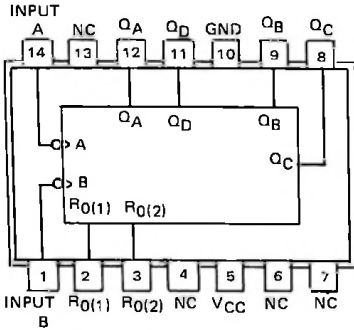 INPUT
A NC QA QD GND QB QC
14 13 12 11 10 9 8
QA QD QB
A
QC
B
R0(1) R0(2)
1 2 3 4 5 6 7
INPUT R0(1) R0(2) NC VCC NC NC
B